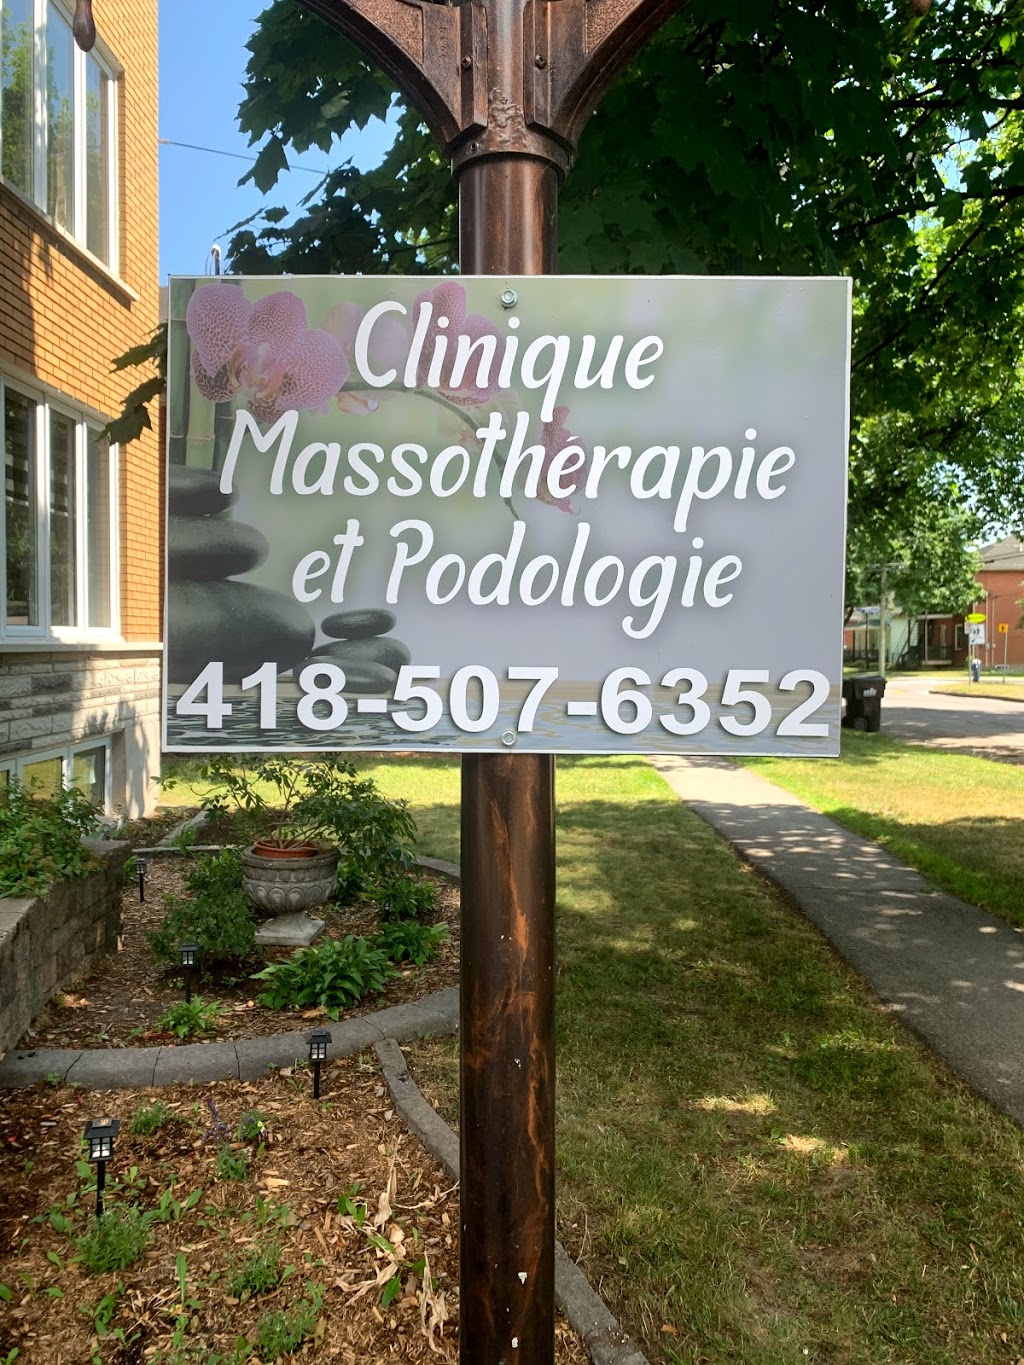 Clinique
Massothérapie
et Podologie
418-507-6352